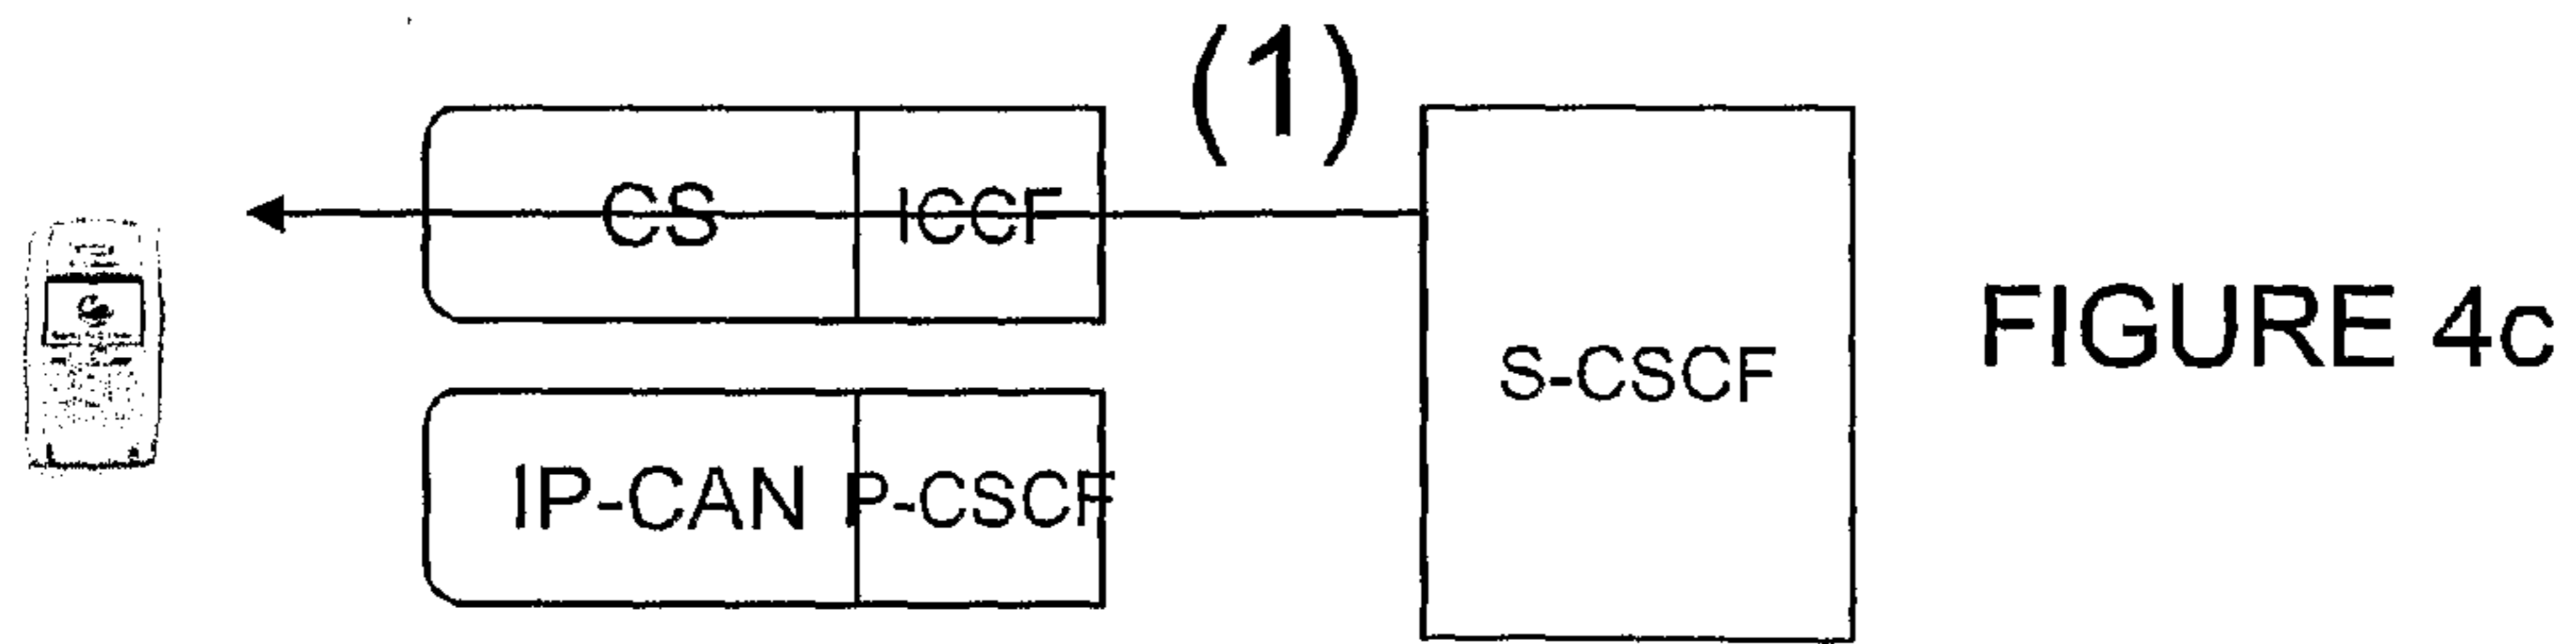 (1)
CS ICCF
S-CSCF
FIGURE 4c
IP-CAN P-CSCF